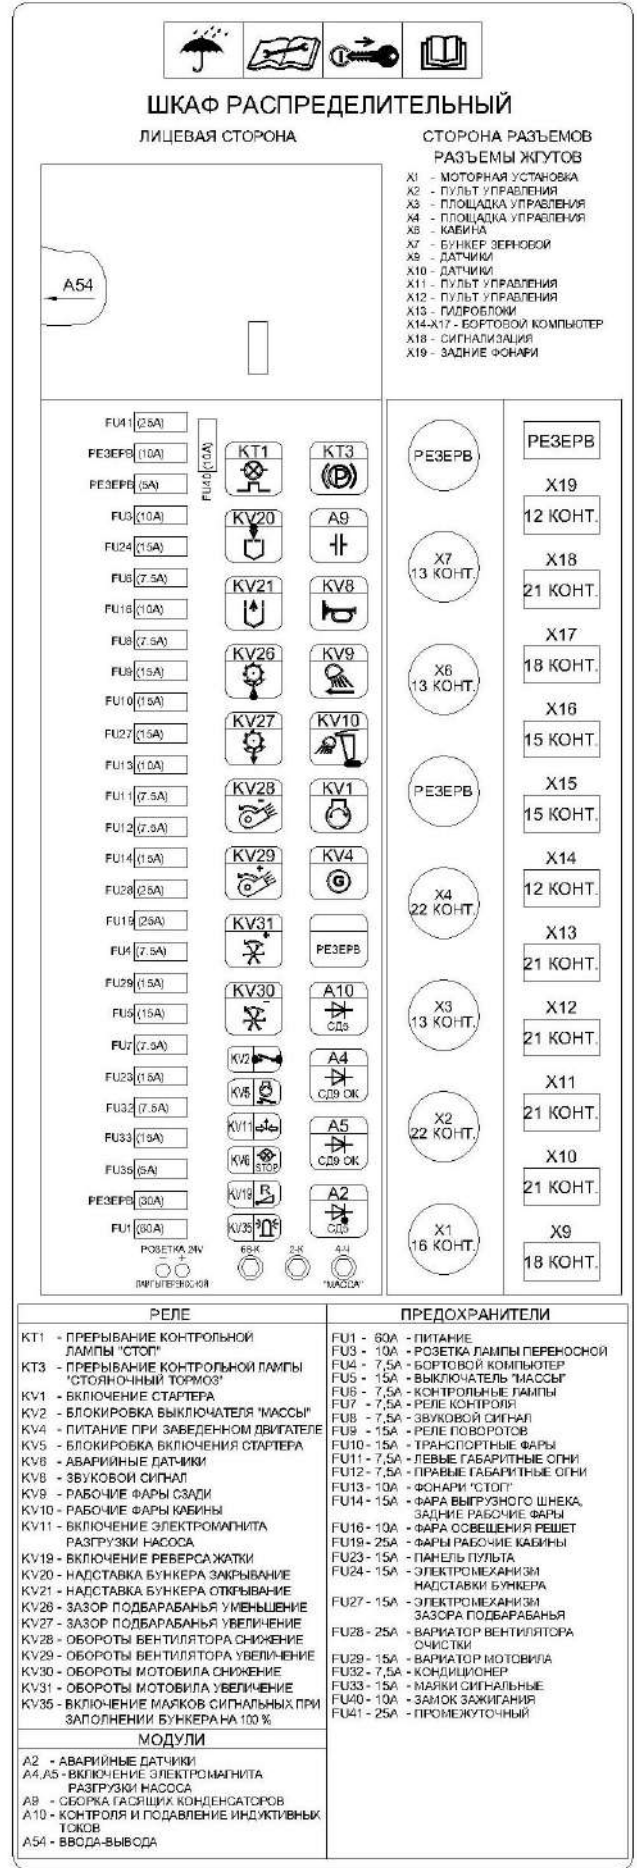 ШКАФ РАСПРЕДЕЛИТЕЛЬНЫЙ
ЛИЦЕВАЯ СТОРОНА
СТОРОНА РАЗЪЕМОВ
РАЗЪЕМЫ ЖГУТОВ
X1 - МОТОРНАЯ УСТАНОВКА
X2 - ПУЛЬТ УПРАВЛЕНИЯ
X3 - ПЛОЩАДКА УПРАВЛЕНИЯ
X4 - ПЛОЩАДКА УПРАВЛЕНИЯ
X6 - КАБИНА
X7 - БУНКЕР ЗЕРНОВОЙ
X9 - ДАТЧИКИ
X10 - ДАТЧИКИ
X11 - ПУЛЬТ УПРАВЛЕНИЯ
X12 - ПУЛЬТ УПРАВЛЕНИЯ
X13 - ГИДРОБЛОКИ
X14-X17 - БОРТОВОЙ КОМПЬЮТЕР
X18 - СИГНАЛИЗАЦИЯ
X19 - ЗАДНИЕ ФОНАРИ
A54
FU41 (25A)
РЕЗЕРВ (10A)
РЕЗЕРВ (5A)
FU3 (10A)
FU24 (15A)
FU6 (7.5A)
FU16 (10A)
FU8 (7.5A)
FU9 (15A)
FU10 (15A)
FU27 (15A)
FU13 (10A)
FU11 (7.5A)
FU12 (7.5A)
FU14 (15A)
FU28 (25A)
FU19 (25A)
FU4 (7.5A)
FU29 (15A)
FU5 (15A)
FU7 (7.5A)
FU23 (15A)
FU32 (7.5A)
FU33 (15A)
FU35 (5A)
РЕЗЕРВ (30A)
FU1 (60A)
FU40 (10A)
KT1
KV20
KV21
KV26
KV27
KV28
KV29
KV31
KV30
KV2
KV5
KV11
KV6 STOP
KV19
KV35
KT3
A9
KV8
KV9
KV10
KV1
KV4
G
РЕЗЕРВ
A10
СД5
A4
СД9 ОК
A5
СД9 ОК
A2
СД5
РОЗЕТКА 24V
- +
ЛАМПЫ ПЕРЕНОСНОЙ
66-К
2-К
4-Ч
"МАССА"
РЕЗЕРВ
X7
13 КОНТ.
X6
13 КОНТ.
РЕЗЕРВ
X4
22 КОНТ.
X3
13 КОНТ.
X2
22 КОНТ.
X1
16 КОНТ.
РЕЗЕРВ
X19
12 КОНТ.
X18
21 КОНТ.
X17
18 КОНТ.
X16
15 КОНТ.
X15
15 КОНТ.
X14
12 КОНТ.
X13
21 КОНТ.
X12
21 КОНТ.
X11
21 КОНТ.
X10
21 КОНТ.
X9
18 КОНТ.
РЕЛЕ
KT1 - ПРЕРЫВАНИЕ КОНТРОЛЬНОЙ
ЛАМПЫ "СТОП"
KT3 - ПРЕРЫВАНИЕ КОНТРОЛЬНОЙ ЛАМПЫ
"СТОЯНОЧНЫЙ ТОРМОЗ"
KV1 - ВКЛЮЧЕНИЕ СТАРТЕРА
KV2 - БЛОКИРОВКА ВЫКЛЮЧАТЕЛЯ "МАССЫ"
KV4 - ПИТАНИЕ ПРИ ЗАВЕДЕННОМ ДВИГАТЕЛЕ
KV5 - БЛОКИРОВКА ВКЛЮЧЕНИЯ СТАРТЕРА
KV6 - АВАРИЙНЫЕ ДАТЧИКИ
KV8 - ЗВУКОВОЙ СИГНАЛ
KV9 - РАБОЧИЕ ФАРЫ СЗАДИ
KV10 - РАБОЧИЕ ФАРЫ КАБИНЫ
KV11 - ВКЛЮЧЕНИЕ ЭЛЕКТРОМАГНИТА
РАЗГРУЗКИ НАСОСА
KV19 - ВКЛЮЧЕНИЕ РЕВЕРСА ЖАТКИ
KV20 - НАДСТАВКА БУНКЕРА ЗАКРЫВАНИЕ
KV21 - НАДСТАВКА БУНКЕРА ОТКРЫВАНИЕ
KV26 - ЗАЗОР ПОДБАРАБАНЬЯ УМЕНЬШЕНИЕ
KV27 - ЗАЗОР ПОДБАРАБАНЬЯ УВЕЛИЧЕНИЕ
KV28 - ОБОРОТЫ ВЕНТИЛЯТОРА СНИЖЕНИЕ
KV29 - ОБОРОТЫ ВЕНТИЛЯТОРА УВЕЛИЧЕНИЕ
KV30 - ОБОРОТЫ МОТОВИЛА СНИЖЕНИЕ
KV31 - ОБОРОТЫ МОТОВИЛА УВЕЛИЧЕНИЕ
KV35 - ВКЛЮЧЕНИЕ МАЯКОВ СИГНАЛЬНЫХ ПРИ
ЗАПОЛНЕНИИ БУНКЕРА НА 100 %
МОДУЛИ
A2 - АВАРИЙНЫЕ ДАТЧИКИ
A4,A5 - ВКЛЮЧЕНИЕ ЭЛЕКТРОМАГНИТА
РАЗГРУЗКИ НАСОСА
A9 - СБОРКА ГАСЯЩИХ КОНДЕНСАТОРОВ
A10 - КОНТРОЛЯ И ПОДАВЛЕНИЕ ИНДУКТИВНЫХ
ТОКОВ
A54 - ВВОДА-ВЫВОДА
ПРЕДОХРАНИТЕЛИ
FU1 - 60A - ПИТАНИЕ
FU3 - 10A - РОЗЕТКА ЛАМПЫ ПЕРЕНОСНОЙ
FU4 - 7,5A - БОРТОВОЙ КОМПЬЮТЕР
FU5 - 15A - ВЫКЛЮЧАТЕЛЬ "МАССЫ"
FU6 - 7,5A - КОНТРОЛЬНЫЕ ЛАМПЫ
FU7 - 7,5A - РЕЛЕ КОНТРОЛЯ
FU8 - 7,5A - ЗВУКОВОЙ СИГНАЛ
FU9 - 15A - РЕЛЕ ПОВОРОТОВ
FU10 - 15A - ТРАНСПОРТНЫЕ ФАРЫ
FU11 - 7,5A - ЛЕВЫЕ ГАБАРИТНЫЕ ОГНИ
FU12 - 7,5A - ПРАВЫЕ ГАБАРИТНЫЕ ОГНИ
FU13 - 10A - ФОНАРИ "СТОП"
FU14 - 15A - ФАРА ВЫГРУЗНОГО ШНЕКА,
ЗАДНИЕ РАБОЧИЕ ФАРЫ
FU16 - 10A - ФАРА ОСВЕЩЕНИЯ РЕШЕТ
FU19 - 25A - ФАРЫ РАБОЧИЕ КАБИНЫ
FU23 - 15A - ПАНЕЛЬ ПУЛЬТА
FU24 - 15A - ЭЛЕКТРОМЕХАНИЗМ
НАДСТАВКИ БУНКЕРА
FU27 - 15A - ЭЛЕКТРОМЕХАНИЗМ
ЗАЗОРА ПОДБАРАБАНЬЯ
FU28 - 25A - ВАРИАТОР ВЕНТИЛЯТОРА
ОЧИСТКИ
FU29 - 15A - ВАРИАТОР МОТОВИЛА
FU32 - 7,5A - КОНДИЦИОНЕР
FU33 - 15A - МАЯКИ СИГНАЛЬНЫЕ
FU40 - 10A - ЗАМОК ЗАЖИГАНИЯ
FU41 - 25A - ПРОМЕЖУТОЧНЫЙ